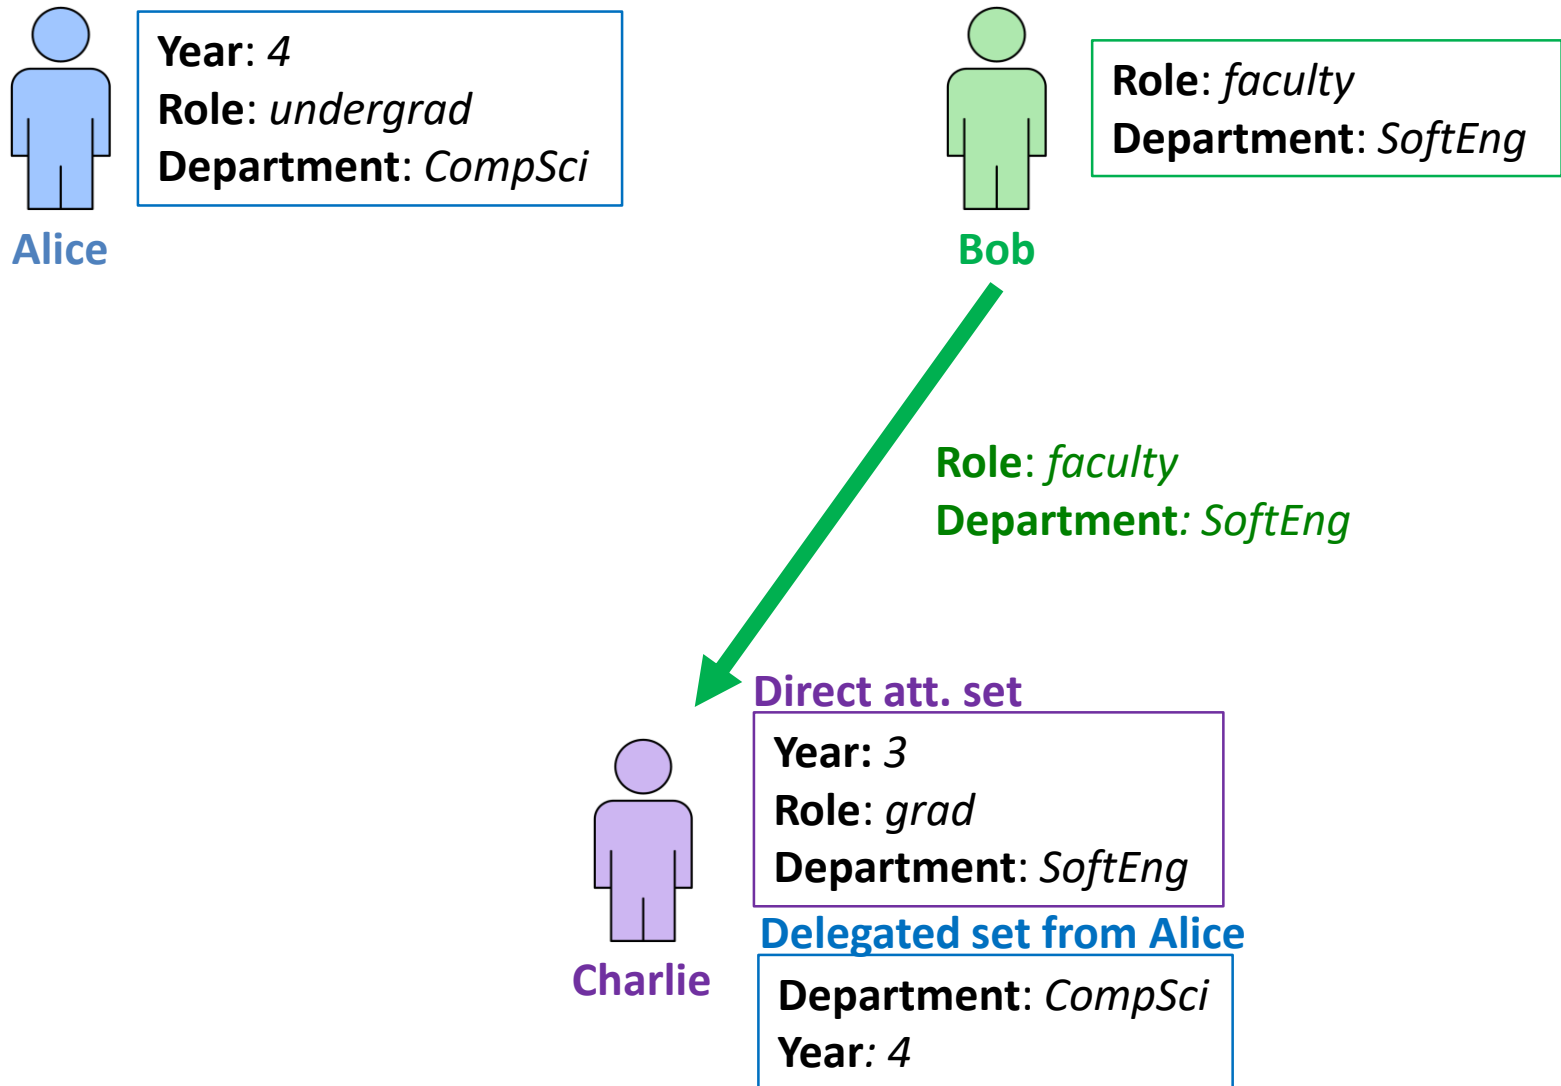 Year: 4
Role: undergrad
Department: CompSci
Alice
Role: faculty
Department: SoftEng
Bob
Role: faculty
Department: SoftEng
Direct att. set
Year: 3
Role: grad
Department: SoftEng
Charlie
Delegated set from Alice
Department: CompSci
Year: 4